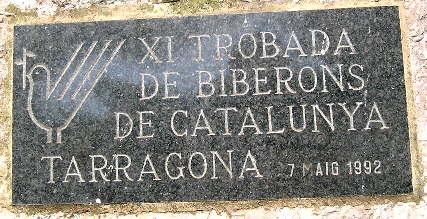 XI TROBADA
DE BIBERONS
DE CATALUNYA
TARRAGONA 7 MAIG 1992